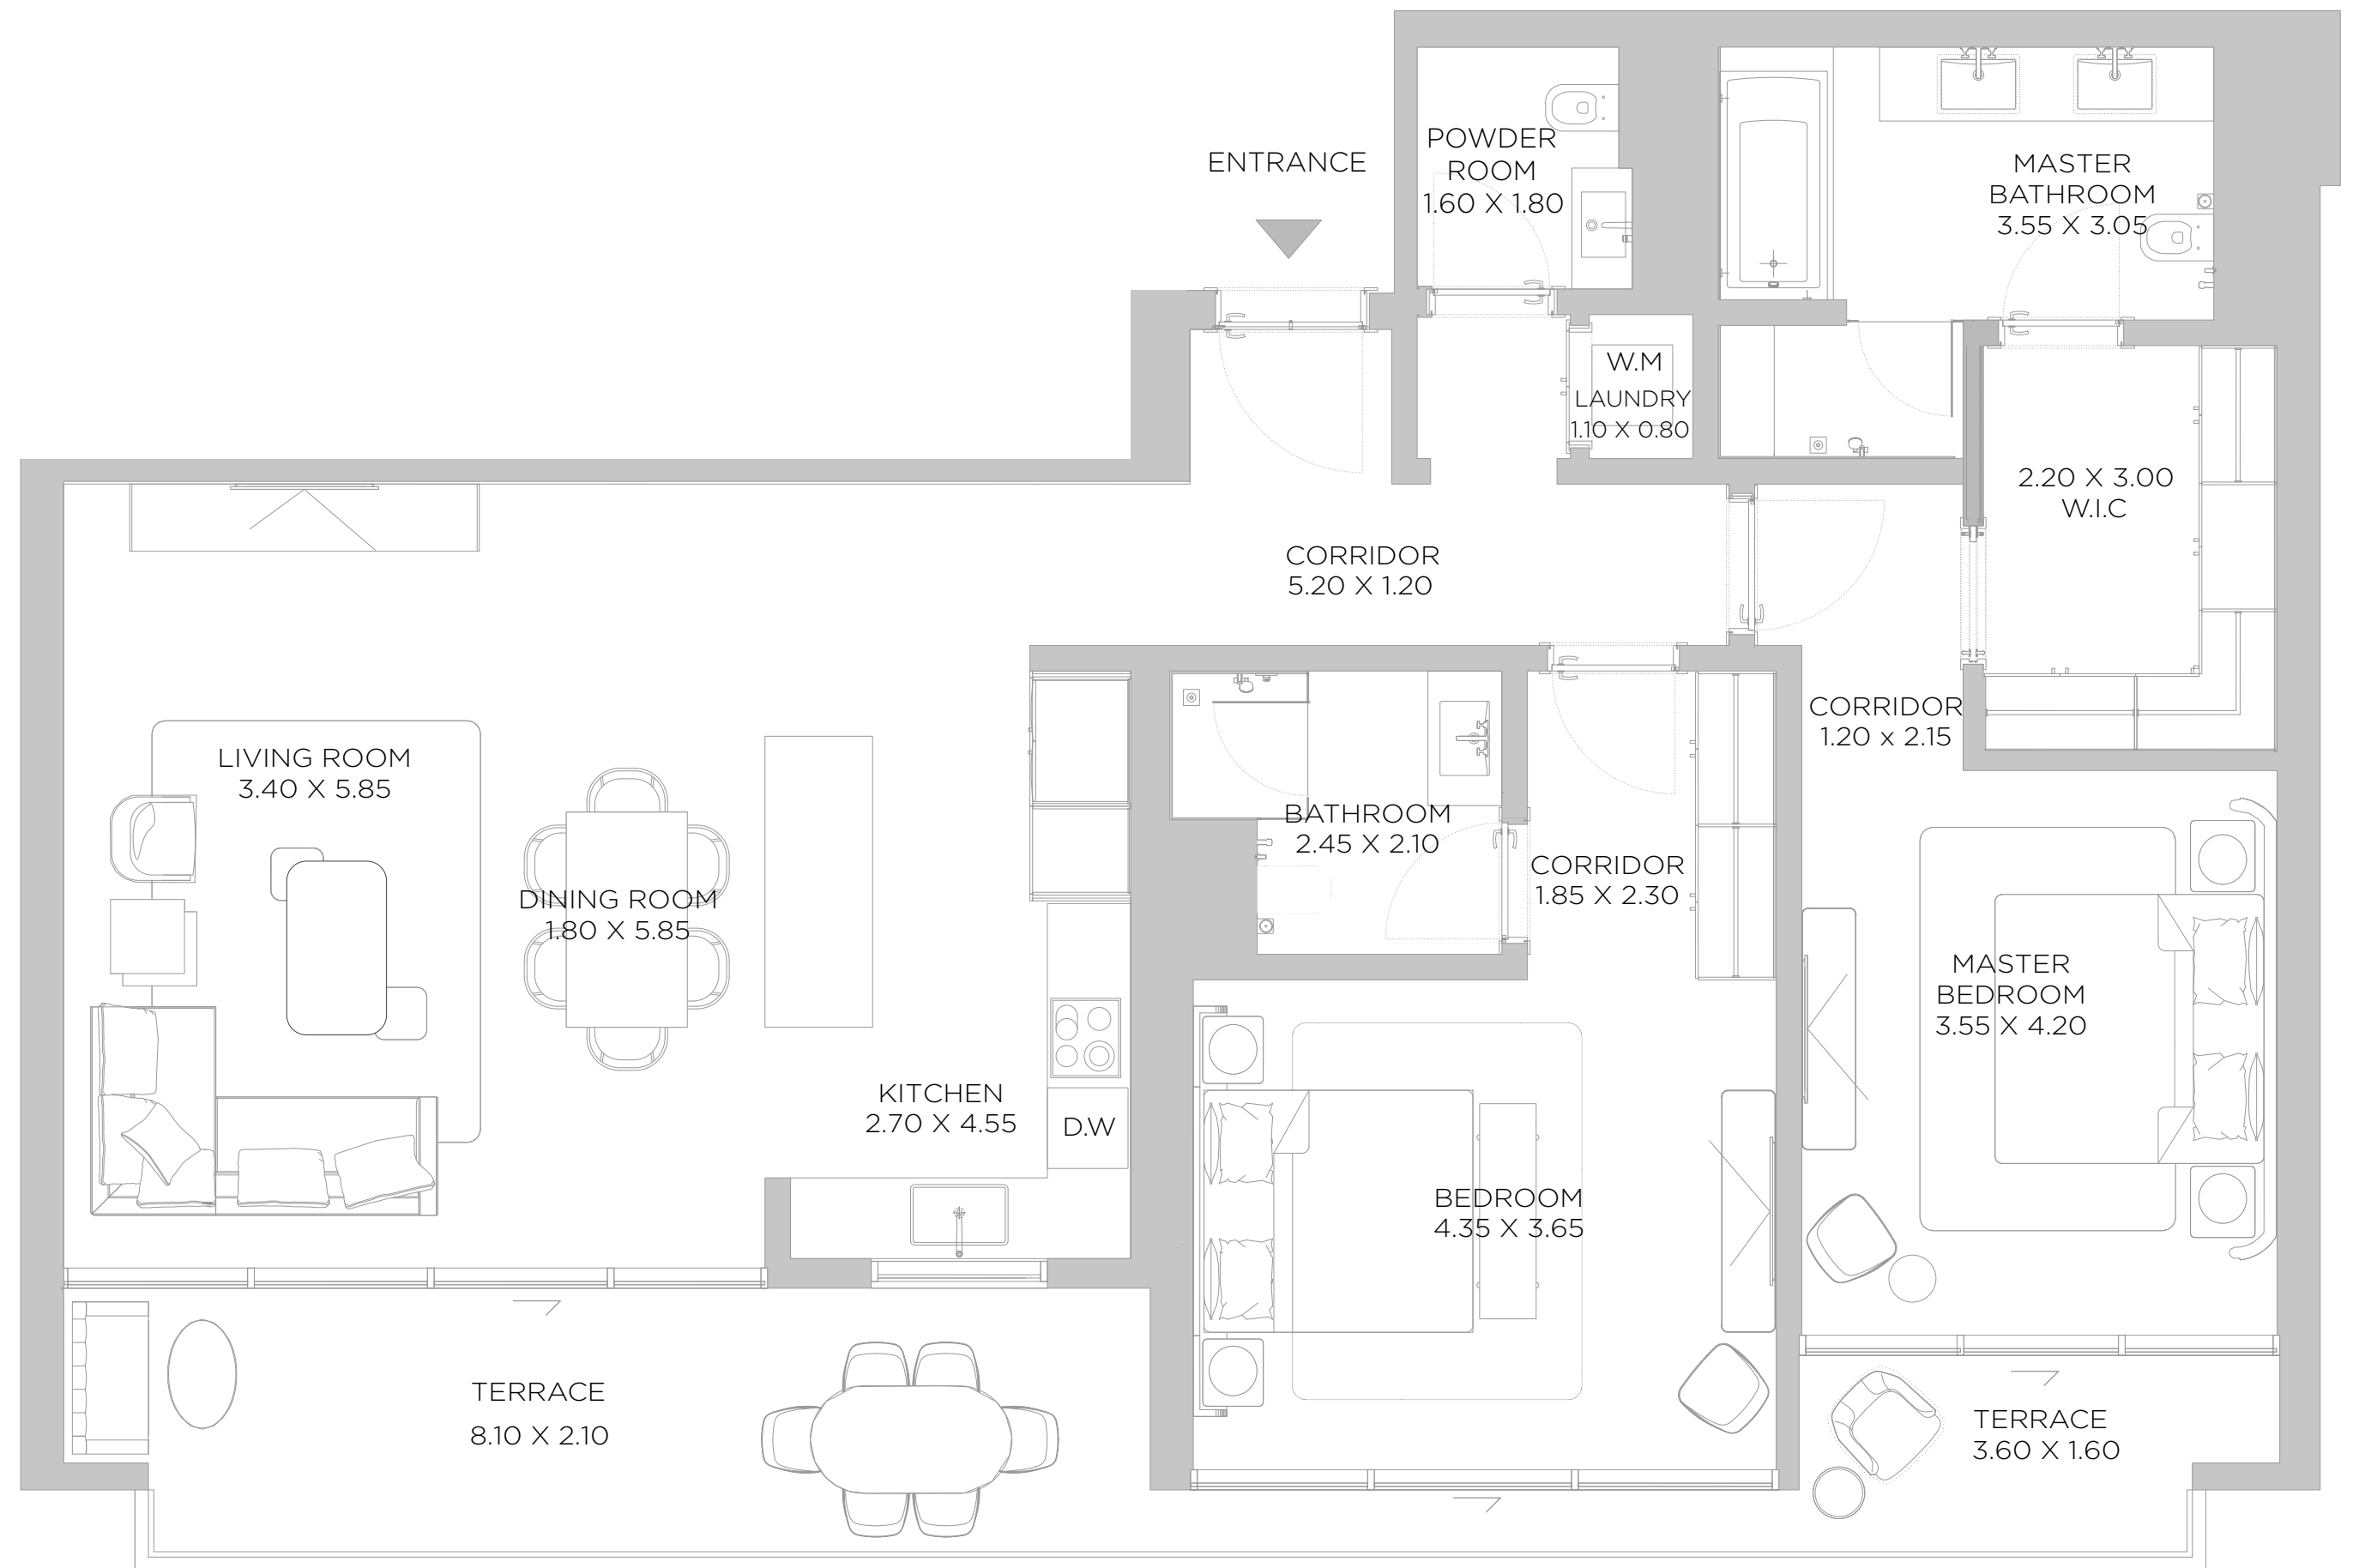 ENTRANCE
POWDER
ROOM
1.60 X 1.80
MASTER
BATHROOM
3.55 X 3.05
W.M
LAUNDRY
1.10 X 0.80
2.20 X 3.00
W.I.C
CORRIDOR
5.20 X 1.20
CORRIDOR
1.20 x 2.15
LIVING ROOM
3.40 X 5.85
DINING ROOM
1.80 X 5.85
BATHROOM
2.45 X 2.10
CORRIDOR
1.85 X 2.30
MASTER
BEDROOM
3.55 X 4.20
KITCHEN
2.70 X 4.55
D.W
BEDROOM
4.35 X 3.65
TERRACE
8.10 X 2.10
TERRACE
3.60 X 1.60